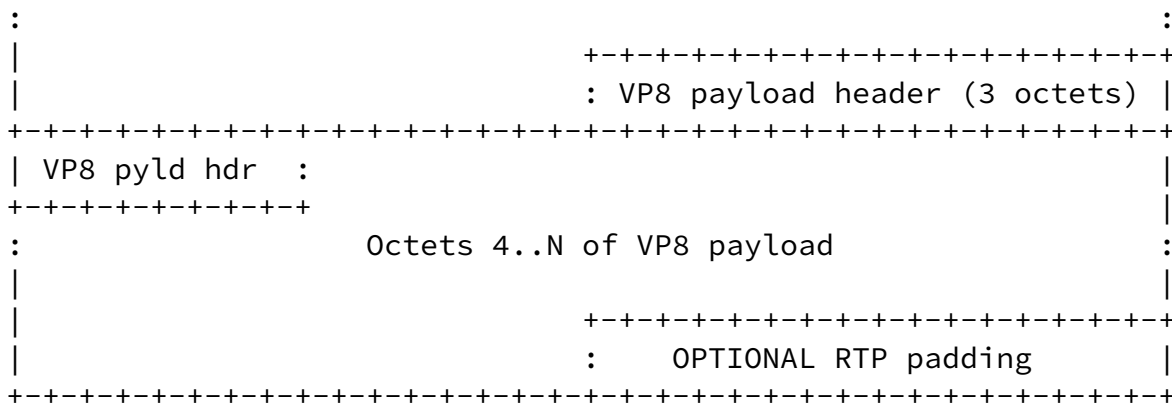 :                                                               :
|                               +-+-+-+-+-+-+-+-+-+-+-+-+-+-+-+-+
|                               : VP8 payload header (3 octets) |
+-+-+-+-+-+-+-+-+-+-+-+-+-+-+-+-+-+-+-+-+-+-+-+-+-+-+-+-+-+-+-+-+
| VP8 pyld hdr  :                                               |
+-+-+-+-+-+-+-+-+                                               |
:                   Octets 4..N of VP8 payload                  :
|                                                               |
|                               +-+-+-+-+-+-+-+-+-+-+-+-+-+-+-+-+
|                               :    OPTIONAL RTP padding       |
+-+-+-+-+-+-+-+-+-+-+-+-+-+-+-+-+-+-+-+-+-+-+-+-+-+-+-+-+-+-+-+-+